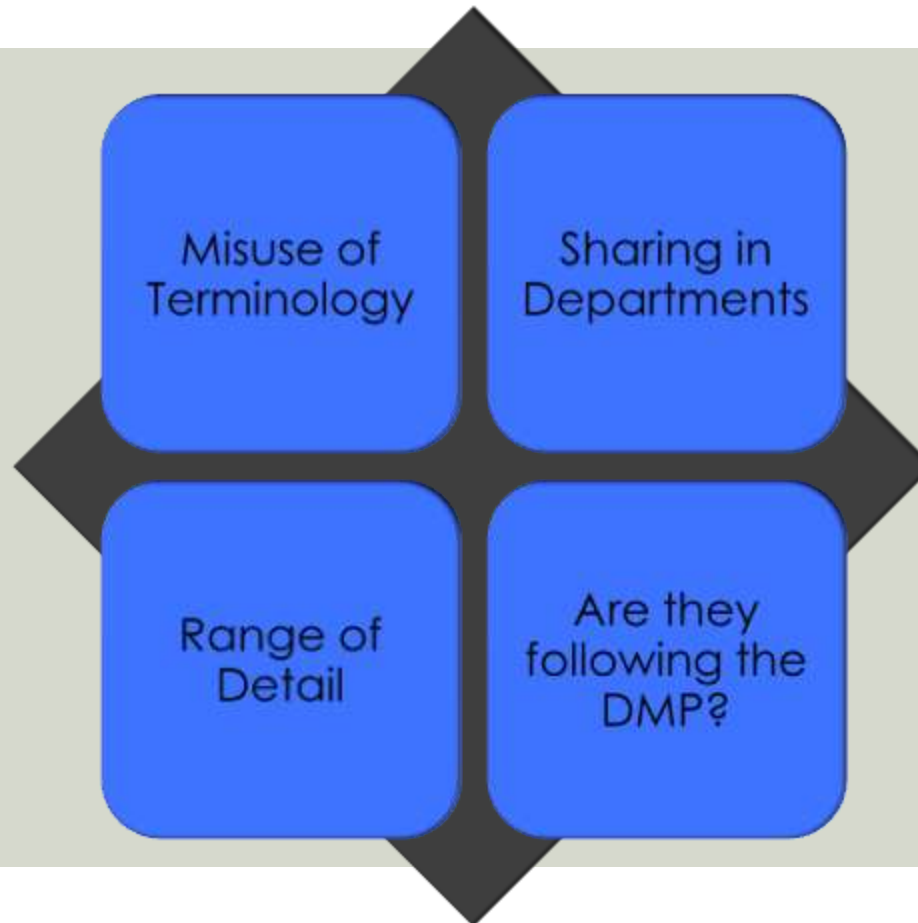 Misuse of
Terminology
Sharing in
Departments
Range of
Detail
Are they
following the
DMP?